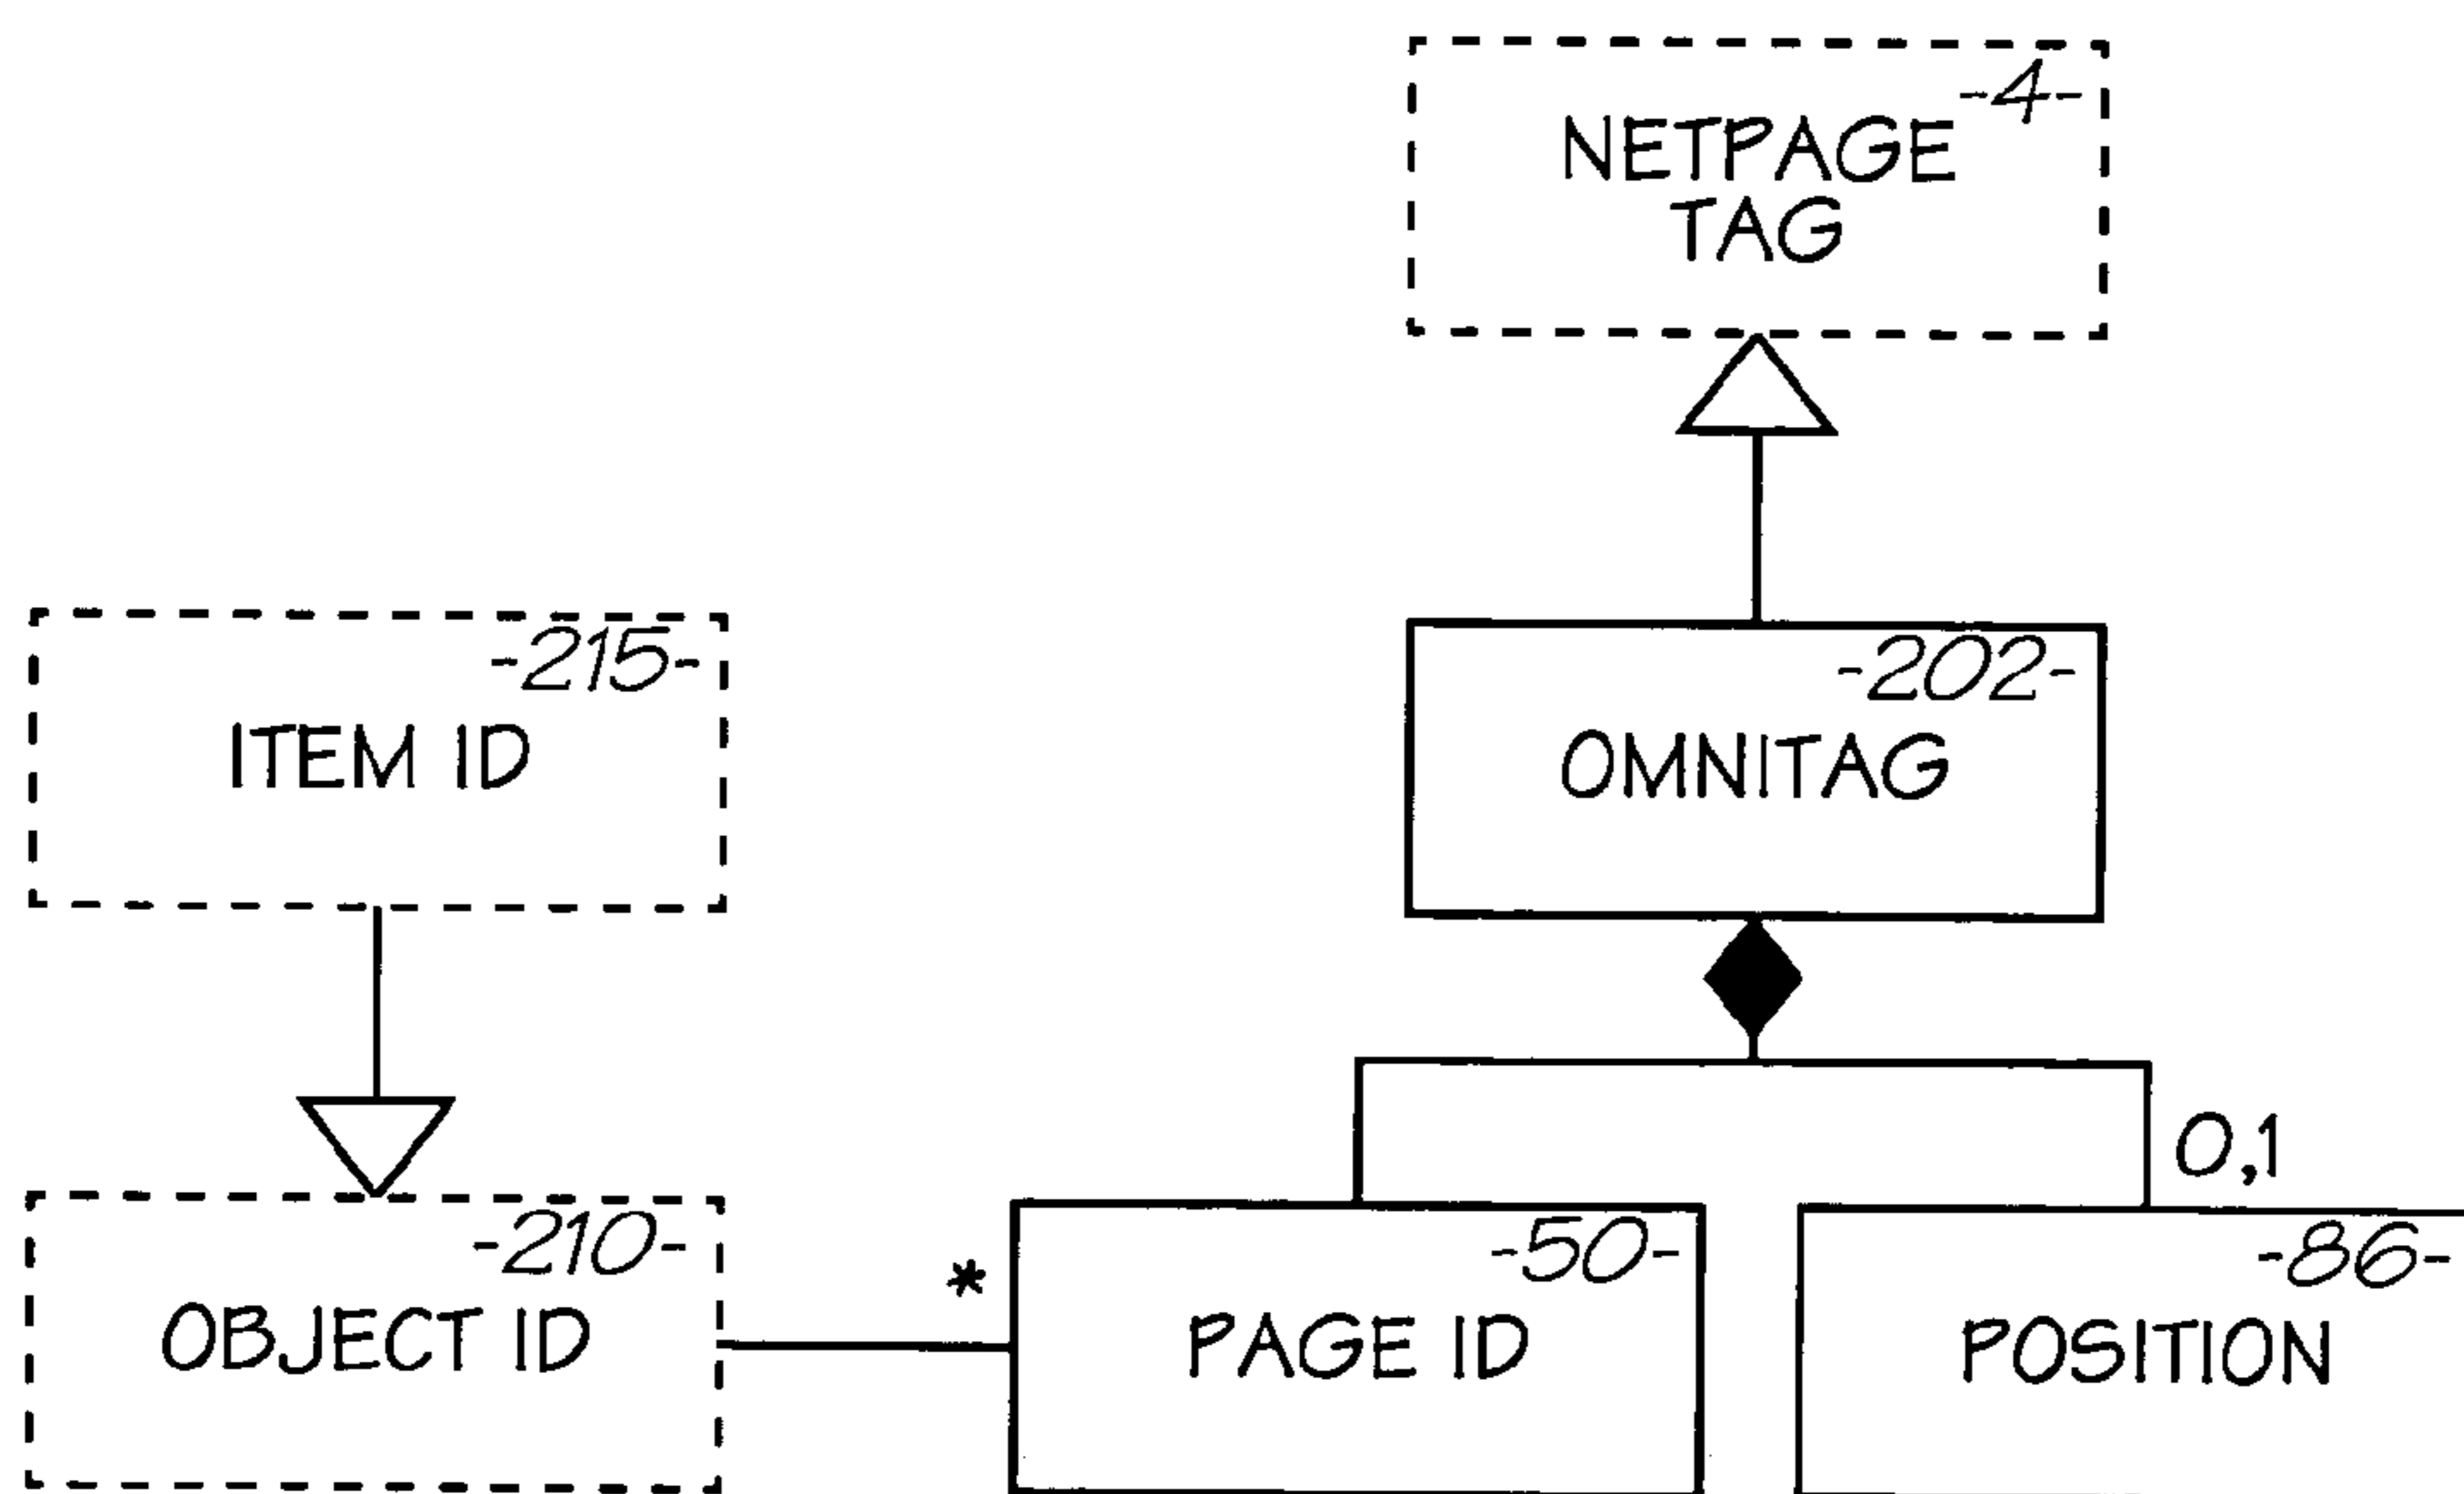 -4-
NETPAGE
TAG
-215-
ITEM ID
-202-
OMNITAG
0,1
-210-
OBJECT ID
*
-50-
PAGE ID
-86-
POSITION